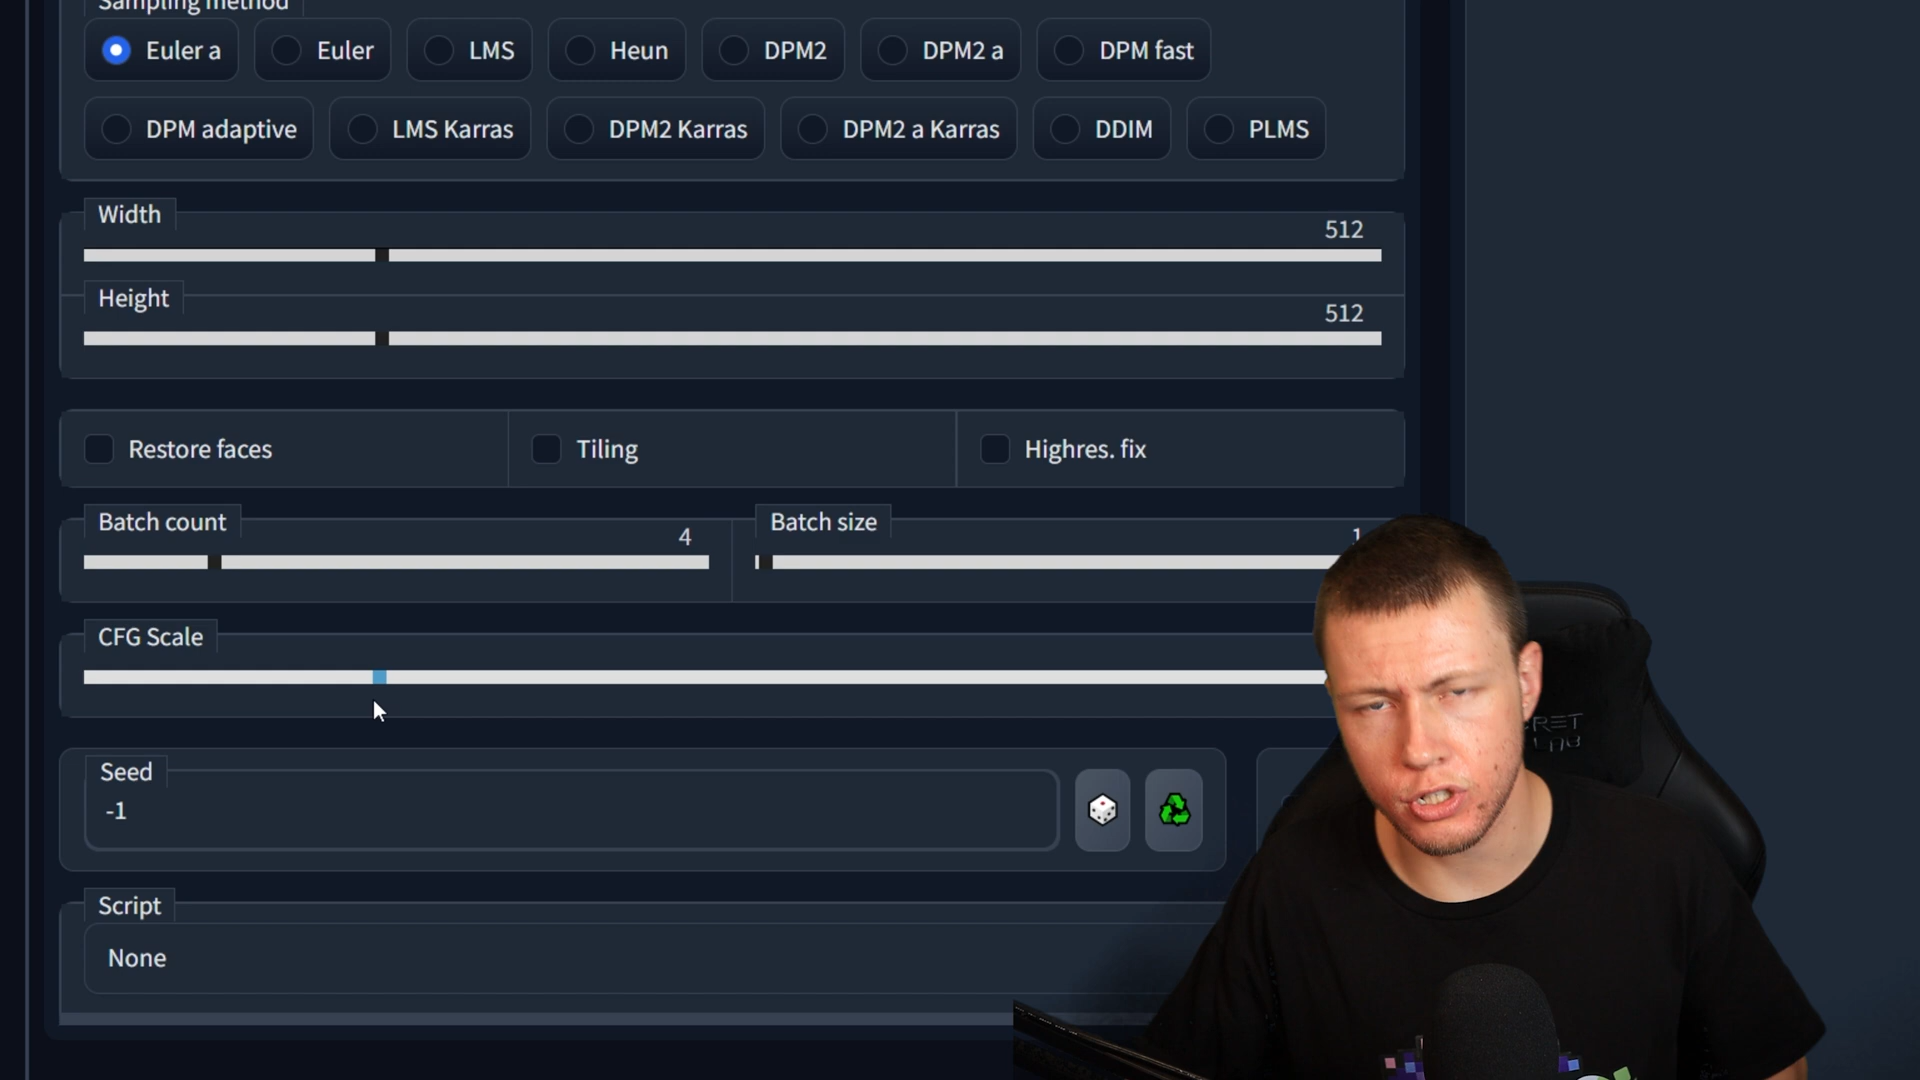 Sampling method
Euler a Euler LMS Heun DPM2 DPM2 a DPM fast
DPM adaptive LMS Karras DPM2 Karras DPM2 a Karras DDIM PLMS
Width
512
Height
512
Restore faces Tiling Highres. fix
Batch count
4
Batch size
1
CFG Scale
Seed
-1
Script
None